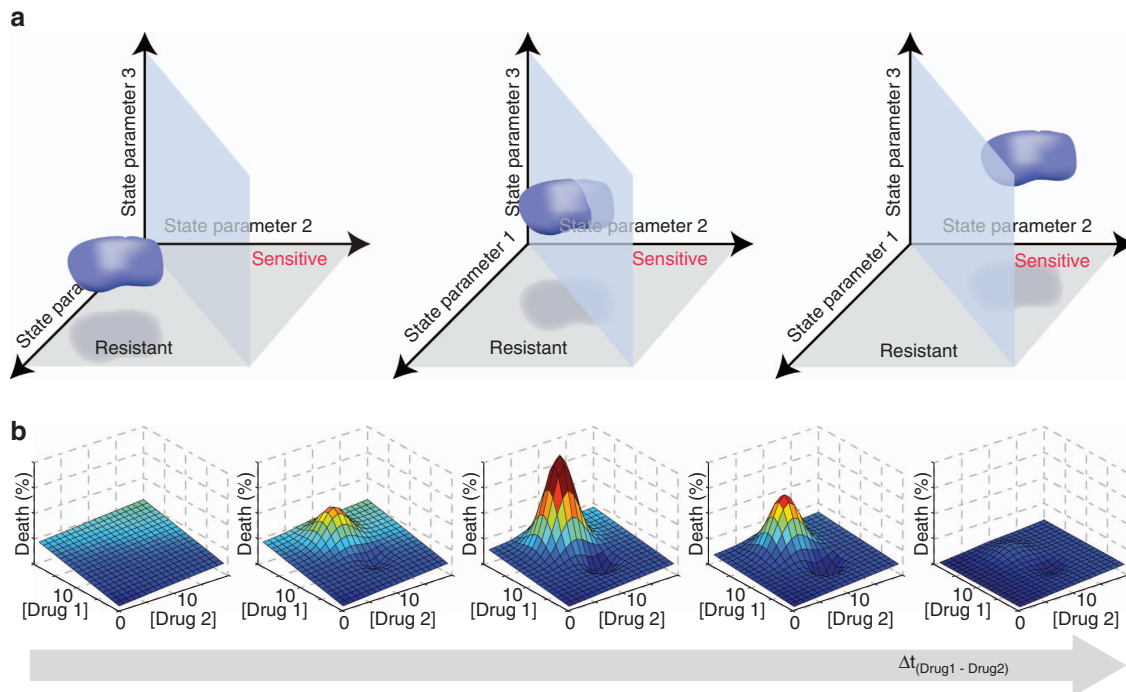 a
State parameter 3
State parameter 2
Sensitive
State para
Resistant
State parameter 3
State parameter 2
Sensitive
State parameter 1
Resistant
State parameter 3
State parameter 2
Sensitive
State parameter 1
Resistant
b
Death (%)
10
[Drug 1]
0
10
[Drug 2]
Death (%)
10
[Drug 1]
0
10
[Drug 2]
Death (%)
10
[Drug 1]
0
10
[Drug 2]
Death (%)
10
[Drug 1]
0
10
[Drug 2]
Death (%)
10
[Drug 1]
0
10
[Drug 2]
Δt(Drug1 - Drug2)